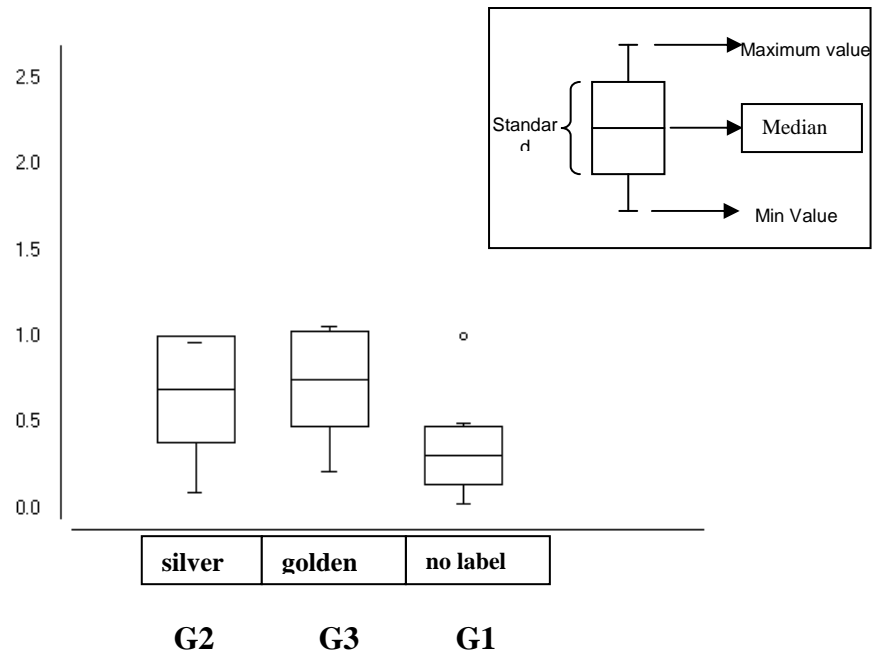 Maximum value
Standar
d
Median
Min Value
2.5
2.0
1.5
1.0
0.5
0.0
silver golden no label
G2 G3 G1